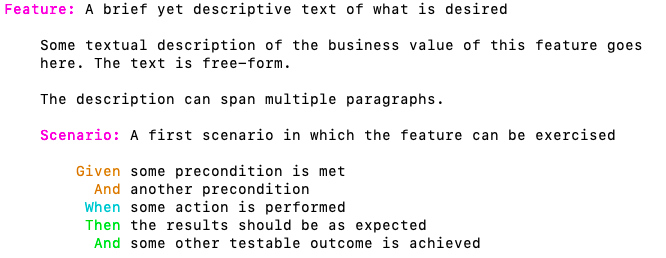 Feature: A brief yet descriptive text of what is desired
Some textual description of the business value of this feature goes
here. The text is free-form.
The description can span multiple paragraphs.
Scenario: A first scenario in which the feature can be exercised
Given some precondition is met
And another precondition
When some action is performed
Then the results should be as expected
And some other testable outcome is achieved